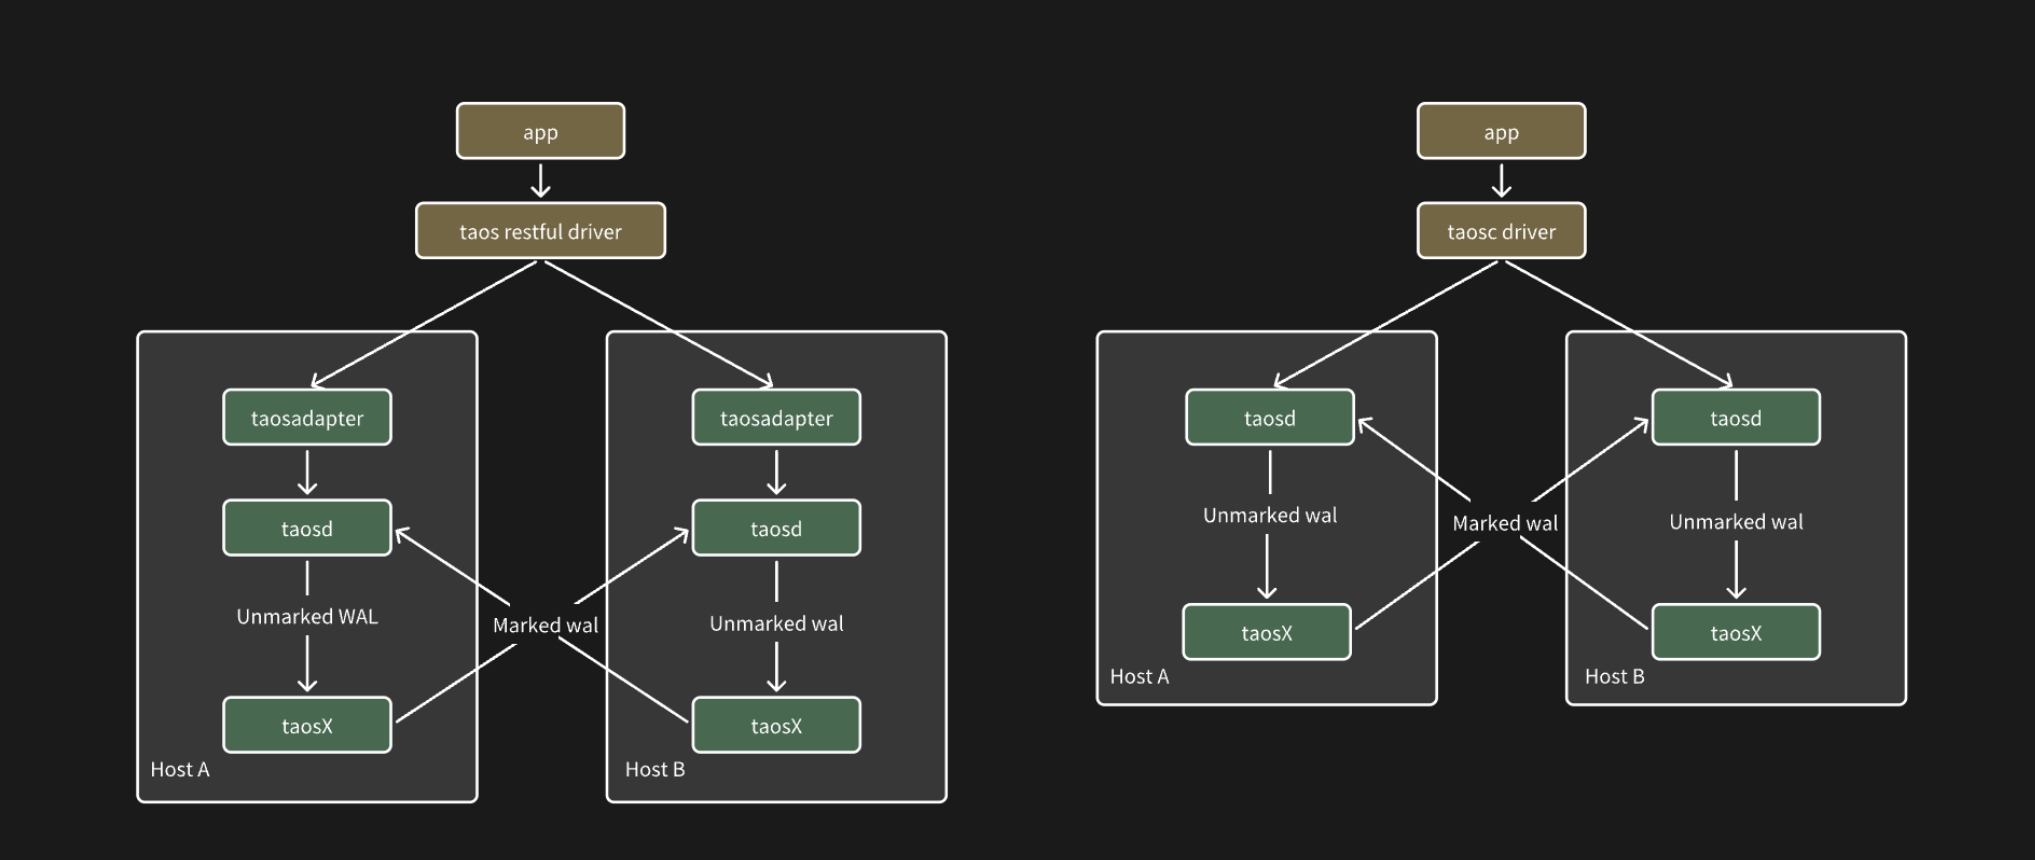 app
taos restful driver
taosadapter
taosadapter
taosd
taosd
Unmarked WAL
Marked wal
Unmarked wal
taosX
taosX
Host A
Host B
app
taosc driver
taosd
taosd
Unmarked wal
Marked wal
Unmarked wal
taosX
taosX
Host A
Host B